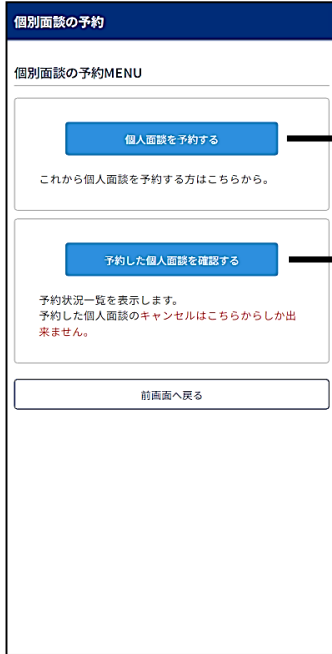 個別面談の予約
個別面談の予約MENU
個人面談を予約する
これから個人面談を予約する方はこちらから。
予約した個人面談を確認する
予約状況一覧を表示します。
予約した個人面談のキャンセルはこちらからしか出
来ません。
前画面へ戻る